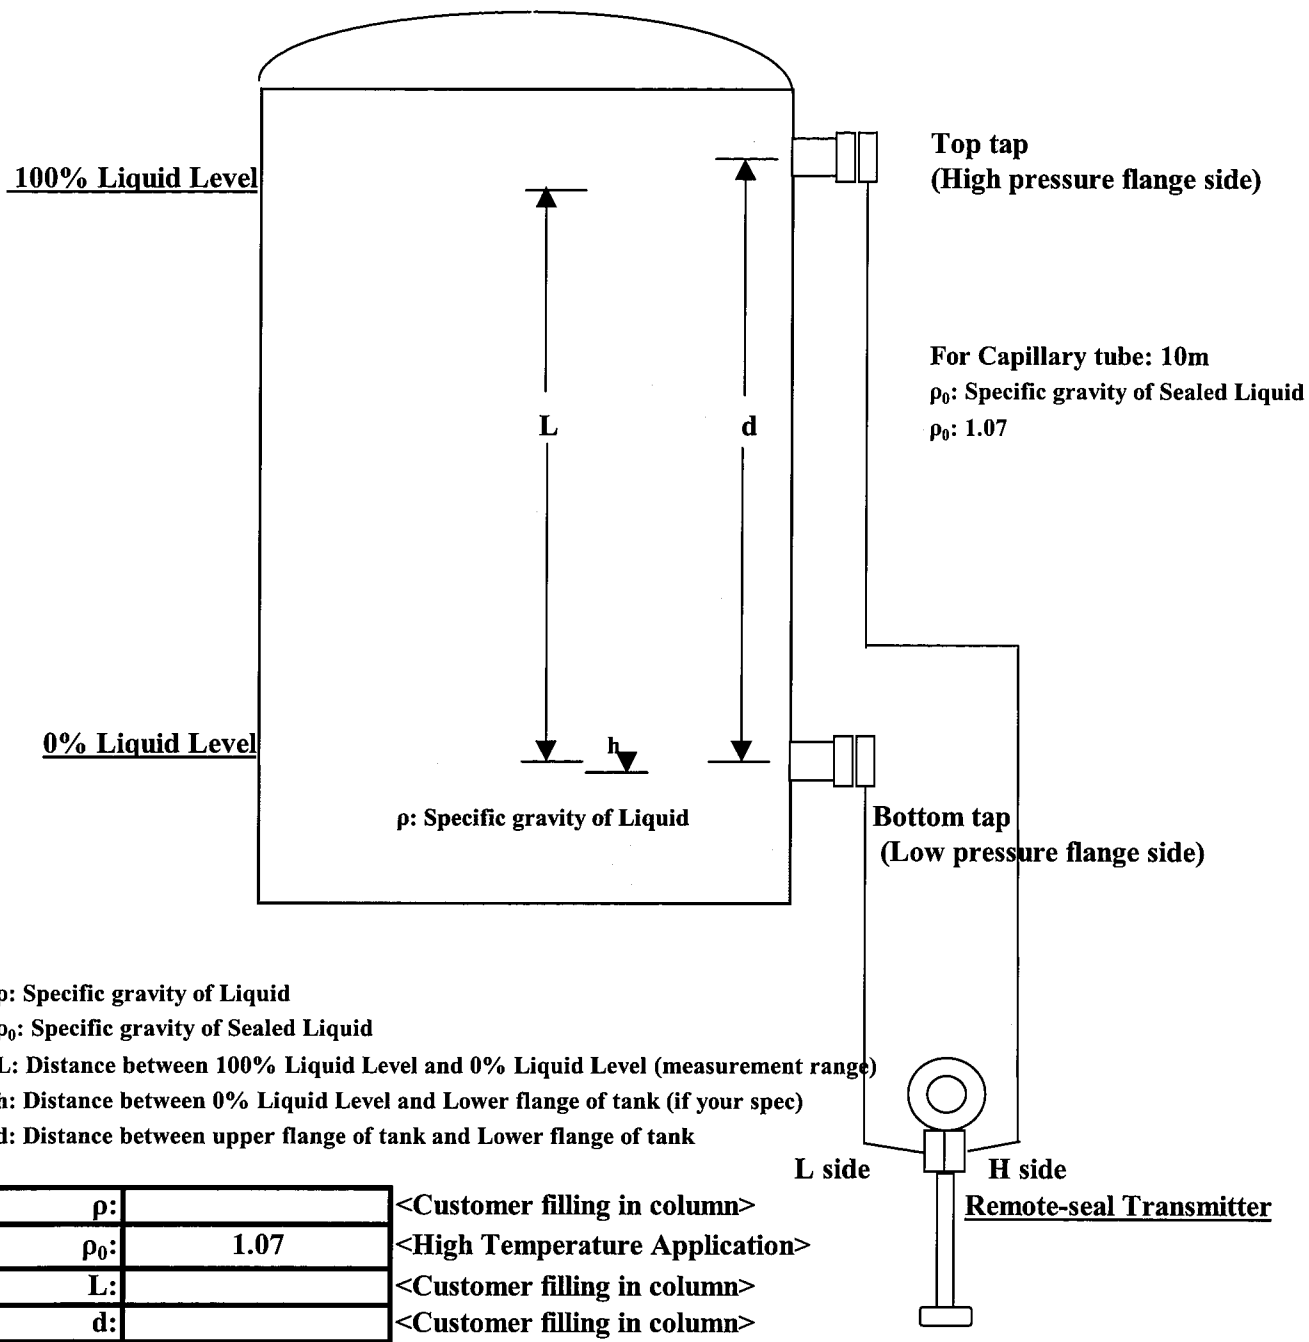 Top tap
(High pressure flange side)
100% Liquid Level
For Capillary tube: 10m
ρ₀: Specific gravity of Sealed Liquid
ρ₀: 1.07
L
d
0% Liquid Level
h
ρ: Specific gravity of Liquid
Bottom tap
(Low pressure flange side)
ρ: Specific gravity of Liquid
ρ₀: Specific gravity of Sealed Liquid
L: Distance between 100% Liquid Level and 0% Liquid Level (measurement range)
h: Distance between 0% Liquid Level and Lower flange of tank (if your spec)
d: Distance between upper flange of tank and Lower flange of tank
L side
H side
Remote-seal Transmitter
ρ: <Customer filling in column>
ρ₀: 1.07 <High Temperature Application>
L: <Customer filling in column>
d: <Customer filling in column>